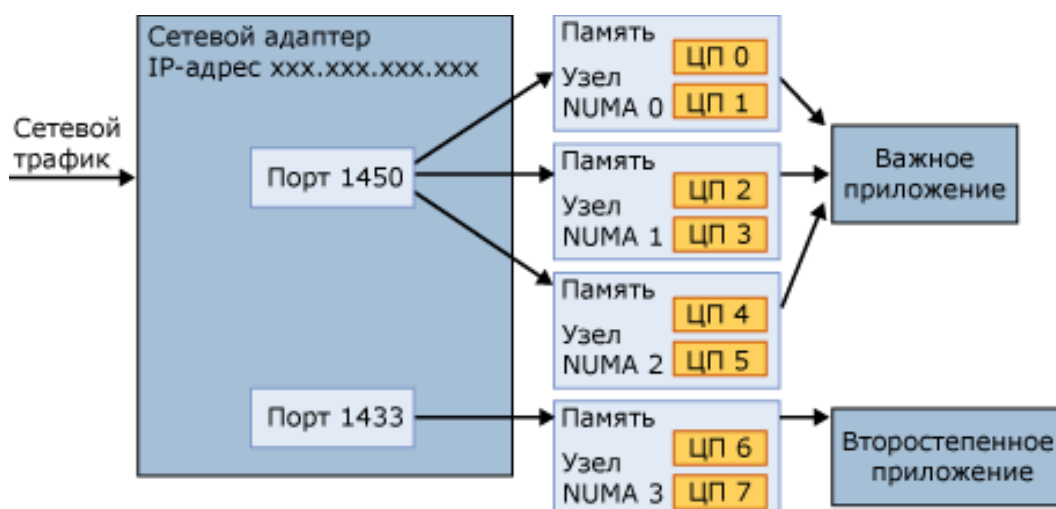 Сетевой адаптер
IP-адрес xxx.xxx.xxx.xxx
Сетевой
трафик
Порт 1450
Порт 1433
Память
ЦП 0
Узел
NUMA 0
ЦП 1
Память
ЦП 2
Узел
NUMA 1
ЦП 3
Память
ЦП 4
Узел
NUMA 2
ЦП 5
Память
ЦП 6
Узел
NUMA 3
ЦП 7
Важное
приложение
Второстепенное
приложение